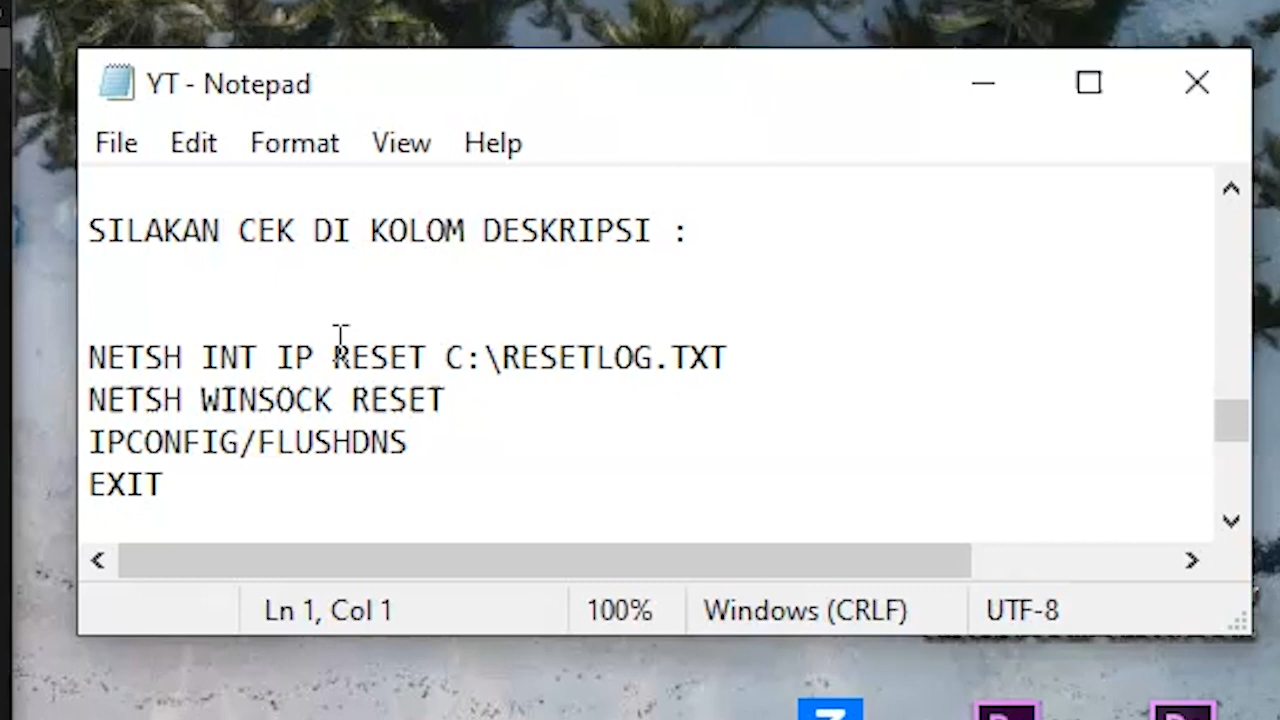 YT - Notepad
File Edit Format View Help
SILAKAN CEK DI KOLOM DESKRIPSI :
NETSH INT IP RESET C:\RESETLOG.TXT
NETSH WINSOCK RESET
IPCONFIG/FLUSHDNS
EXIT
Ln 1, Col 1 100% Windows (CRLF) UTF-8